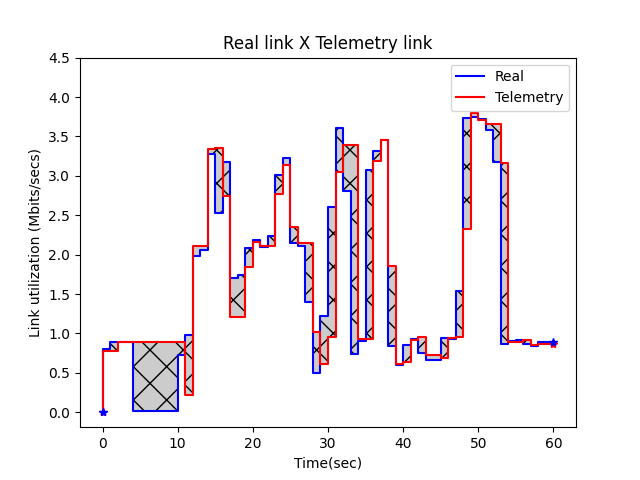 Real link X Telemetry link
Real
Telemetry
Link utilization (Mbits/secs)
4.5
4.0
3.5
3.0
2.5
2.0
1.5
1.0
0.5
0.0
0 10 20 30 40 50 60
Time(sec)